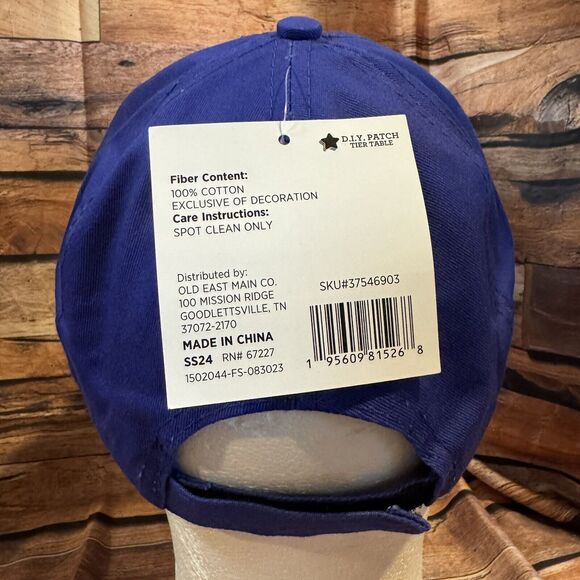 D.I.Y. PATCH
TIER TABLE
Fiber Content:
100% COTTON
EXCLUSIVE OF DECORATION
Care Instructions:
SPOT CLEAN ONLY
Distributed by:
OLD EAST MAIN CO.
100 MISSION RIDGE
GOODLETTSVILLE, TN
37072-2170
MADE IN CHINA
SS24 RN# 67227
1502044-FS-083023
SKU#37546903
1 95609 81526 8